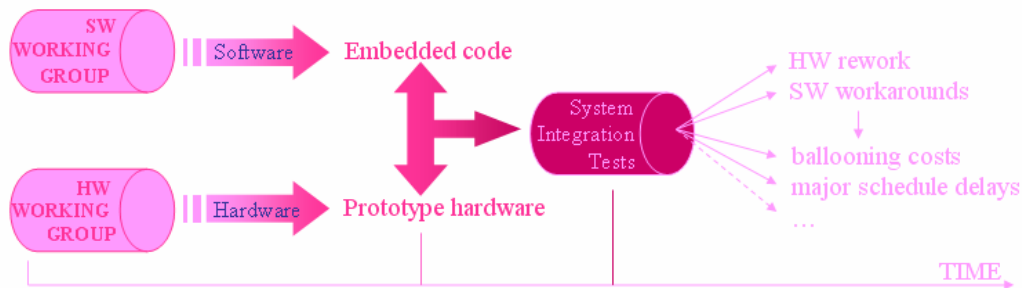 SW
WORKING
GROUP
Software
Embedded code
HW rework
SW workarounds
System
Integration
Tests
ballooning costs
major schedule delays
...
HW
WORKING
GROUP
Hardware
Prototype hardware
TIME